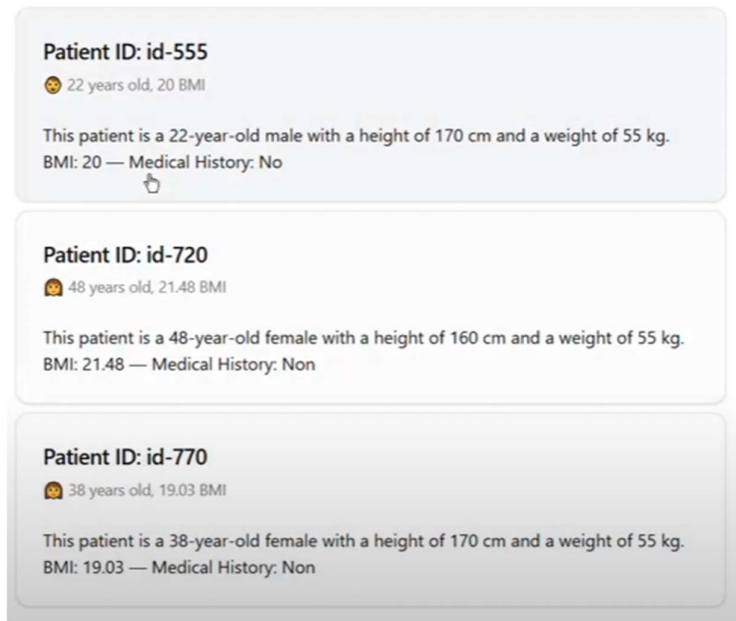 Patient ID: id-555
22 years old, 20 BMI
This patient is a 22-year-old male with a height of 170 cm and a weight of 55 kg.
BMI: 20 — Medical History: No
Patient ID: id-720
48 years old, 21.48 BMI
This patient is a 48-year-old female with a height of 160 cm and a weight of 55 kg.
BMI: 21.48 — Medical History: Non
Patient ID: id-770
38 years old, 19.03 BMI
This patient is a 38-year-old female with a height of 170 cm and a weight of 55 kg.
BMI: 19.03 — Medical History: Non